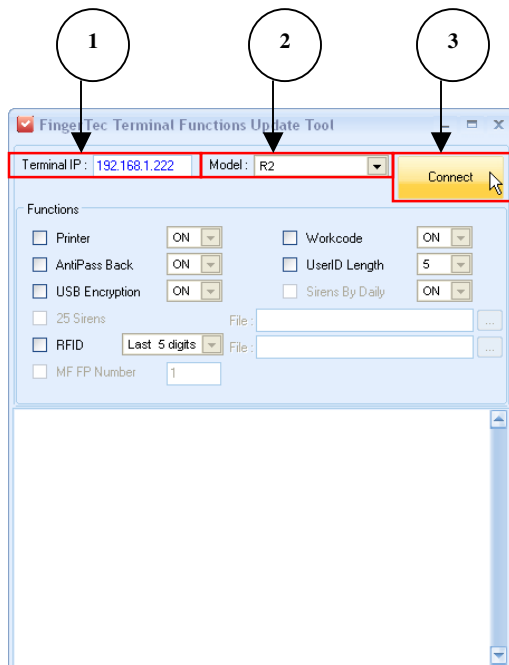 1 2 3
FingerTec Terminal Functions Update Tool
Terminal IP : 192.168.1.222 Model : R2 Connect
Functions
Printer ON Workcode ON
AntiPass Back ON UserID Length 5
USB Encryption ON Sirens By Daily ON
25 Sirens File : ...
RFID Last 5 digits File : ...
MF FP Number 1